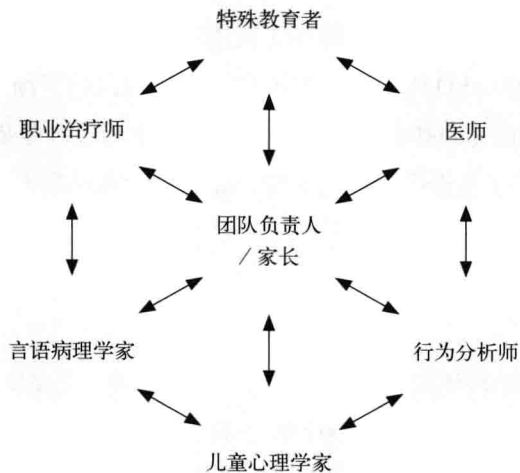 特殊教育者
职业治疗师
医师
团队负责人
/家长
言语病理学家
行为分析师
儿童心理学家